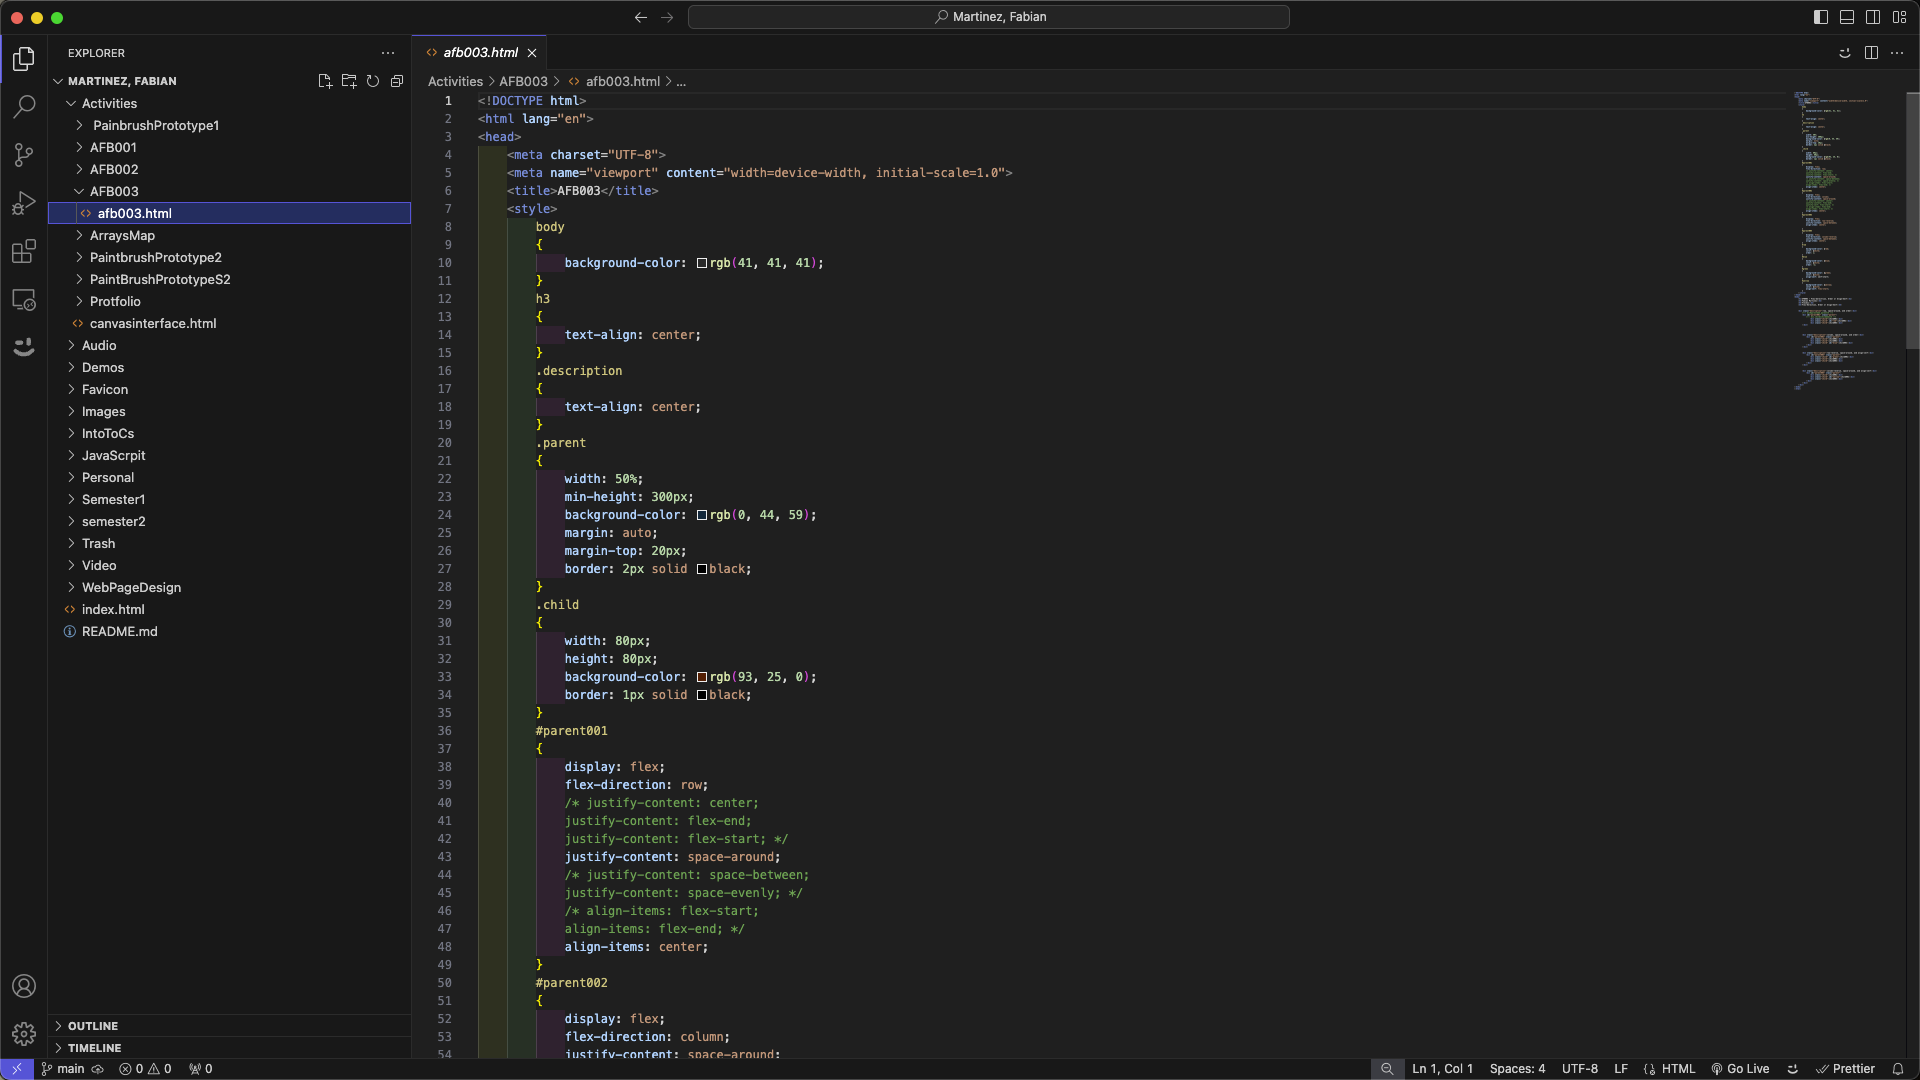 Martinez, Fabian
EXPLORER
MARTINEZ, FABIAN
Activities
PainbrushPrototype1
AFB001
AFB002
AFB003
afb003.html
ArraysMap
PaintbrushPrototype2
PaintBrushPrototypeS2
Protfolio
canvasinterface.html
Audio
Demos
Favicon
Images
IntoToCs
JavaScrpit
Personal
Semester1
semester2
Trash
Video
WebPageDesign
index.html
README.md
OUTLINE
TIMELINE
afb003.html
Activities > AFB003 > afb003.html > ...
1 <!DOCTYPE html>
2 <html lang="en">
3 <head>
4 <meta charset="UTF-8">
5 <meta name="viewport" content="width=device-width, initial-scale=1.0">
6 <title>AFB003</title>
7 <style>
8 body
9 {
10 background-color: rgb(41, 41, 41);
11 }
12 h3
13 {
14 text-align: center;
15 }
16 .description
17 {
18 text-align: center;
19 }
20 .parent
21 {
22 width: 50%;
23 min-height: 300px;
24 background-color: rgb(0, 44, 59);
25 margin: auto;
26 margin-top: 20px;
27 border: 2px solid black;
28 }
29 .child
30 {
31 width: 80px;
32 height: 80px;
33 background-color: rgb(93, 25, 0);
34 border: 1px solid black;
35 }
36 #parent001
37 {
38 display: flex;
39 flex-direction: row;
40 /* justify-content: center;
41 justify-content: flex-end;
42 justify-content: flex-start; */
43 justify-content: space-around;
44 /* justify-content: space-between;
45 justify-content: space-evenly; */
46 /* align-items: flex-start;
47 align-items: flex-end; */
48 align-items: center;
49 }
50 #parent002
51 {
52 display: flex;
53 flex-direction: column;
54 justify-content: space-around;
main 0 0 0 Ln 1, Col 1 Spaces: 4 UTF-8 LF HTML Go Live Prettier